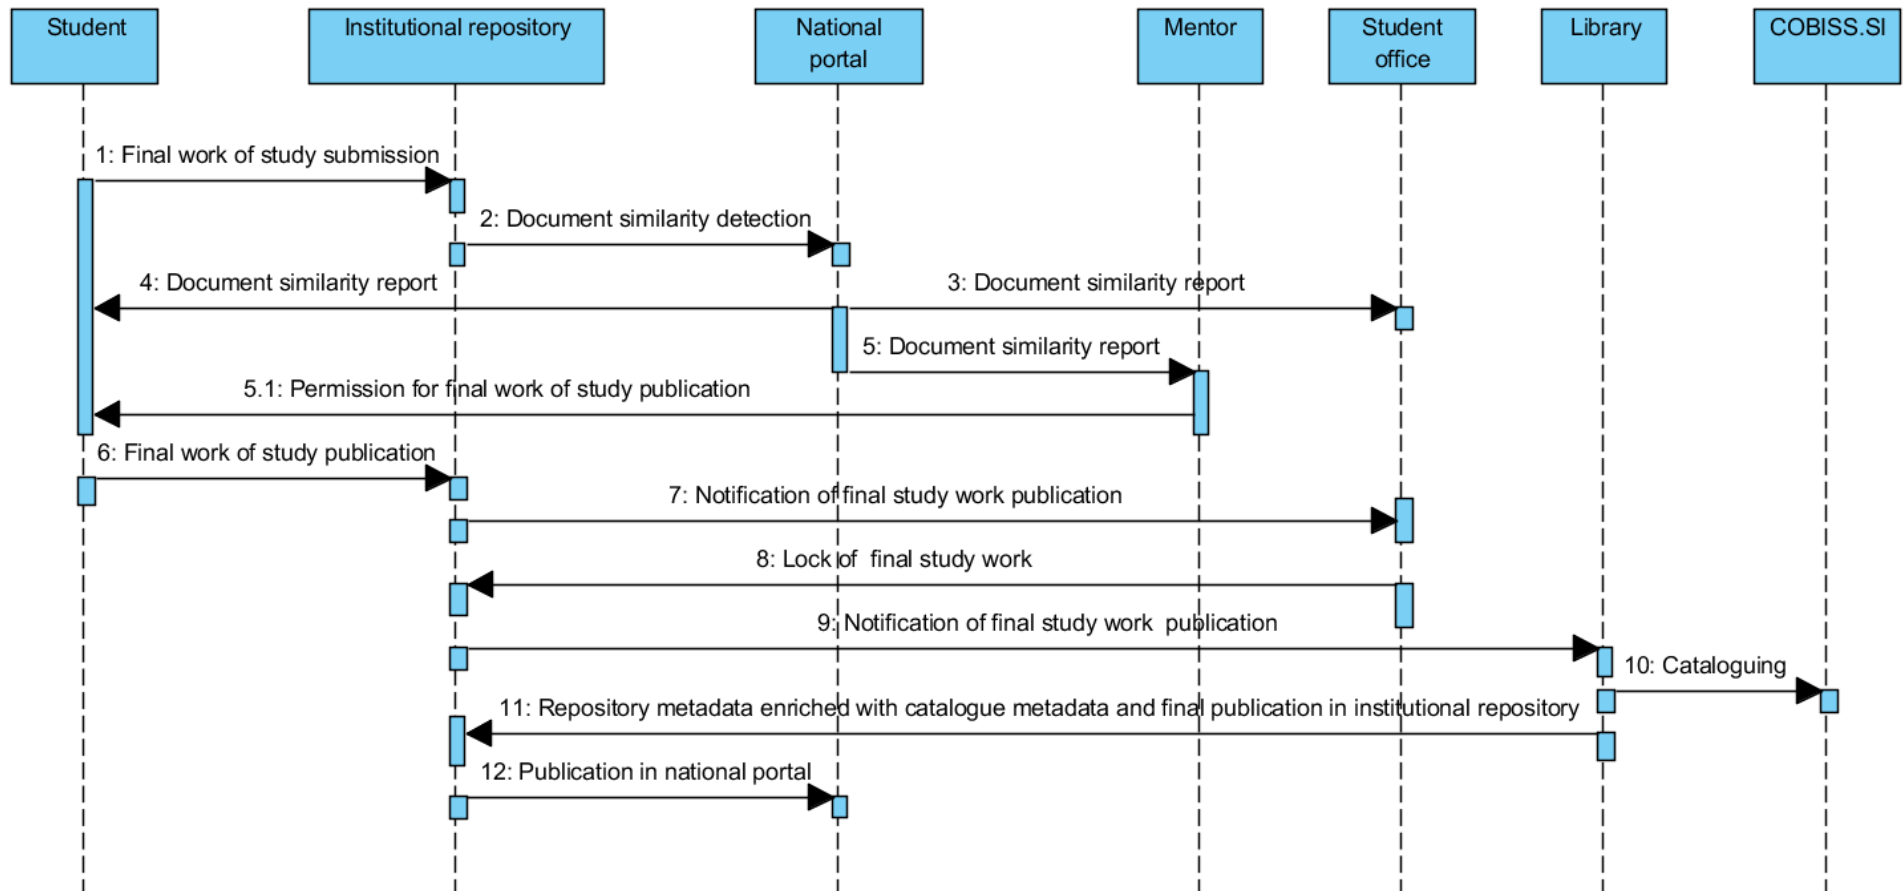 Student
Institutional repository
National
portal
Mentor
Student
office
Library
COBISS.SI
1: Final work of study submission
2: Document similarity detection
4: Document similarity report
3: Document similarity report
5: Document similarity report
5.1: Permission for final work of study publication
6: Final work of study publication
7: Notification of final study work publication
8: Lock of  final study work
9: Notification of final study work  publication
10: Cataloguing
11: Repository metadata enriched with catalogue metadata and final publication in institutional repository
12: Publication in national portal